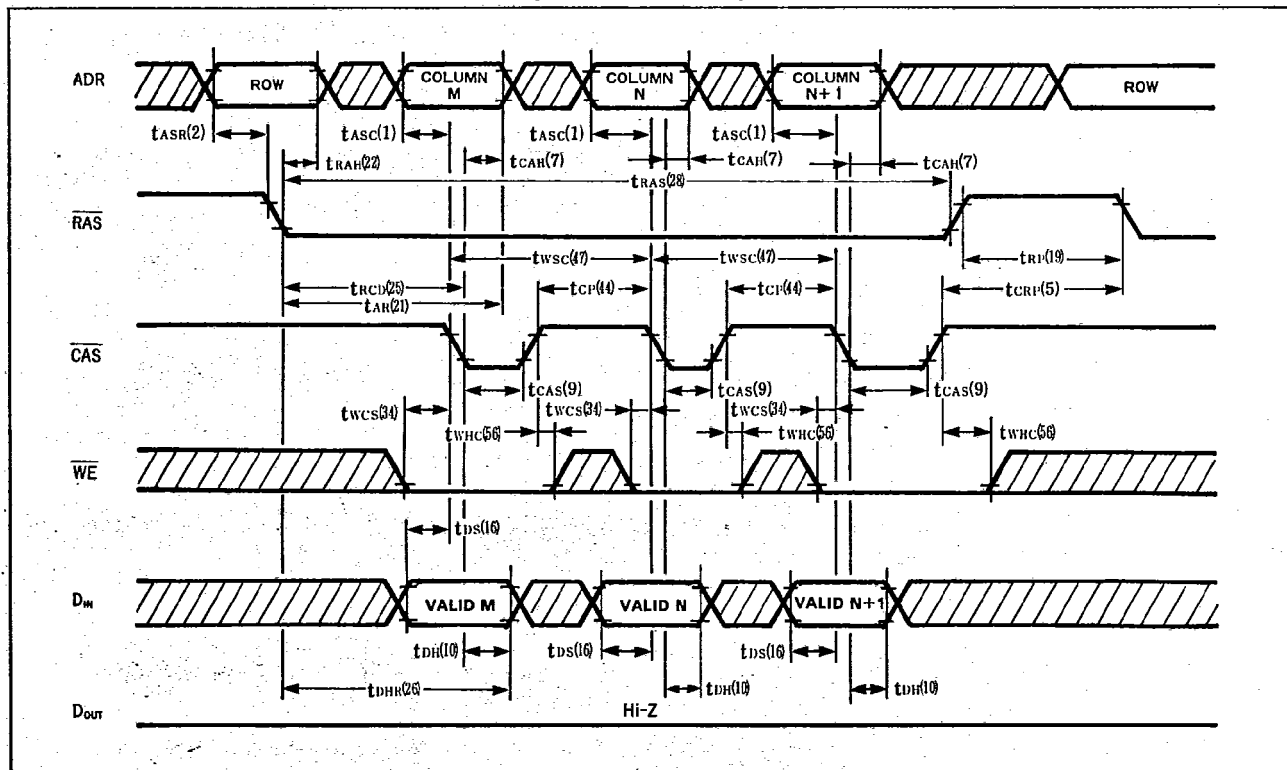 ADR
ROW
COLUMN M
COLUMN N
COLUMN N+1
ROW
tASR(2)
tASC(1)
tASC(1)
tASC(1)
tRAH(22)
tCAH(7)
tCAH(7)
tCAH(7)
tRAS(28)
RAS
tWSC(47)
tWSC(47)
tRP(19)
tRCD(25)
tCP(44)
tCP(44)
tCRP(5)
tAR(21)
CAS
tCAS(9)
tCAS(9)
tCAS(9)
tWCS(34)
tWCS(34)
tWCS(34)
tWHC(56)
tWHC(56)
tWHC(56)
WE
tDS(16)
DIN
VALID M
VALID N
VALID N+1
tDH(10)
tDS(16)
tDS(16)
tDHR(26)
tDH(10)
tDH(10)
DOUT
Hi-Z